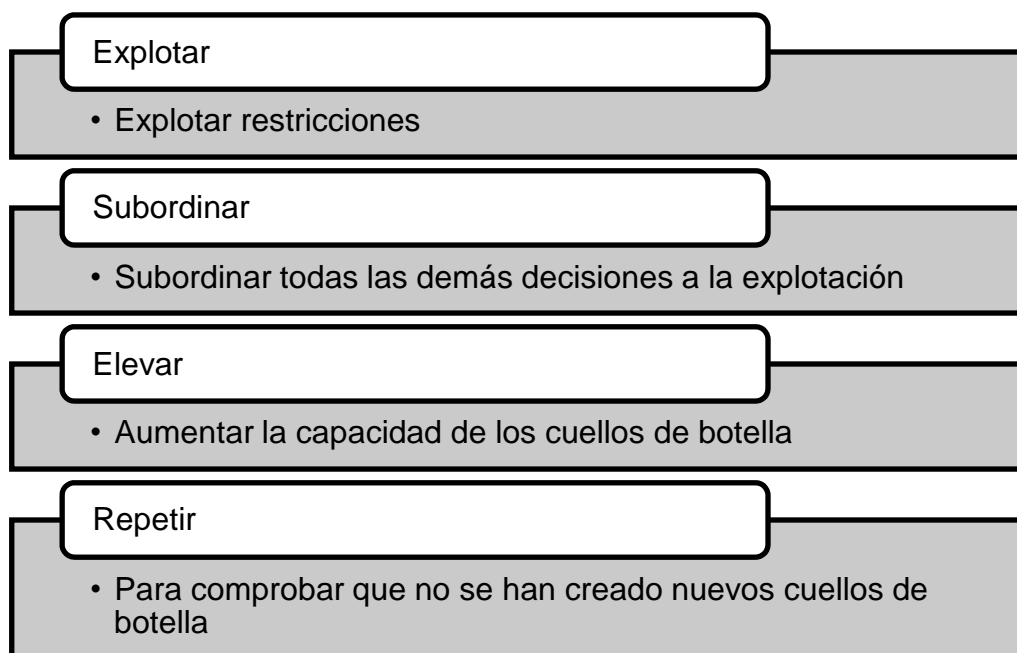 Explotar
• Explotar restricciones
Subordinar
• Subordinar todas las demás decisiones a la explotación
Elevar
• Aumentar la capacidad de los cuellos de botella
Repetir
• Para comprobar que no se han creado nuevos cuellos de
botella